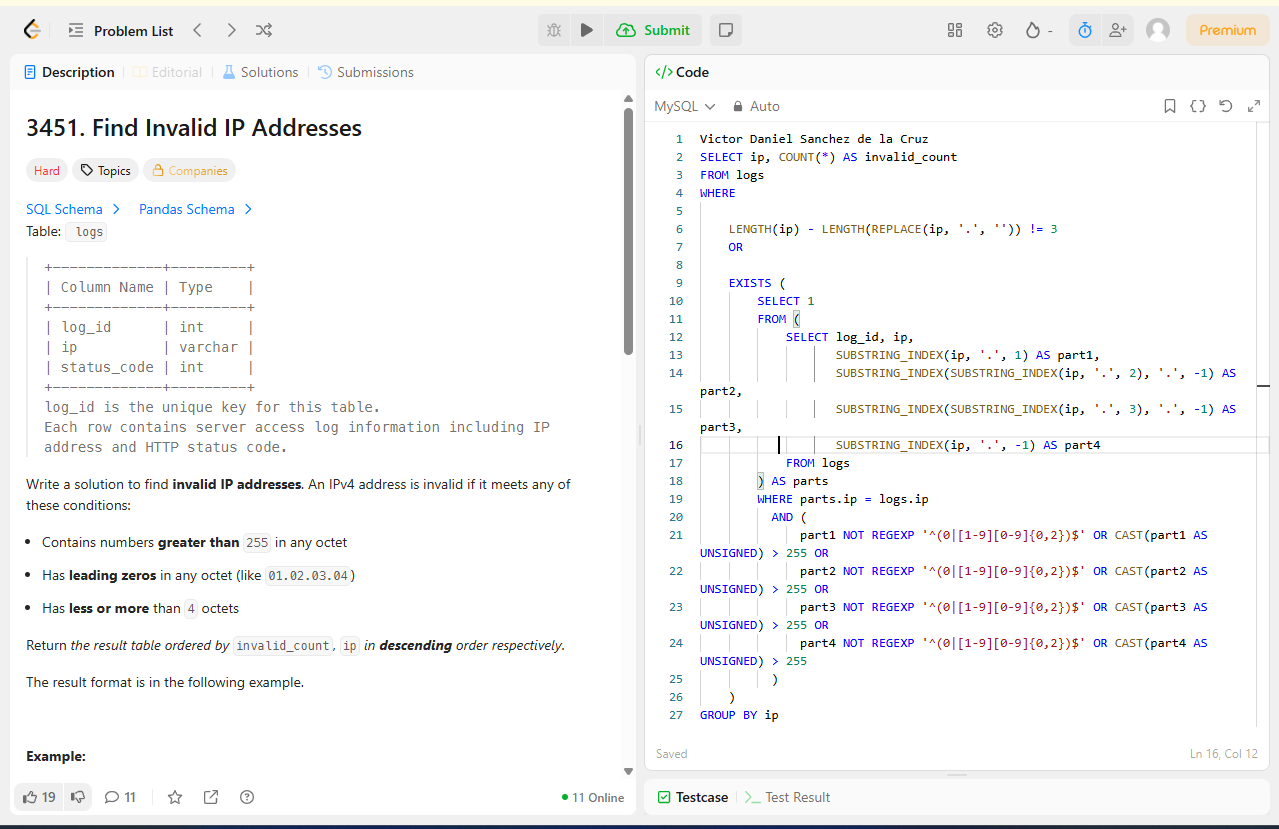 Problem List
Submit
-
Premium
Description
Editorial
Solutions
Submissions
3451. Find Invalid IP Addresses
Hard
Topics
Companies
SQL Schema
Pandas Schema
Table: logs
+-------------+---------+
| Column Name | Type    |
+-------------+---------+
| log_id      | int     |
| ip          | varchar |
| status_code | int     |
+-------------+---------+
log_id is the unique key for this table.
Each row contains server access log information including IP
address and HTTP status code.
Write a solution to find invalid IP addresses. An IPv4 address is invalid if it meets any of
these conditions:
• Contains numbers greater than 255 in any octet
• Has leading zeros in any octet (like 01.02.03.04)
• Has less or more than 4 octets
Return the result table ordered by invalid_count, ip in descending order respectively.
The result format is in the following example.
Example:
19
11
11 Online
</> Code
MySQL
Auto
1 Victor Daniel Sanchez de la Cruz
2 SELECT ip, COUNT(*) AS invalid_count
3 FROM logs
4 WHERE
5
6 LENGTH(ip) - LENGTH(REPLACE(ip, '.', '')) != 3
7 OR
8
9 EXISTS (
10 SELECT 1
11 FROM (
12 SELECT log_id, ip,
13 SUBSTRING_INDEX(ip, '.', 1) AS part1,
14 SUBSTRING_INDEX(SUBSTRING_INDEX(ip, '.', 2), '.', -1) AS
part2,
15 SUBSTRING_INDEX(SUBSTRING_INDEX(ip, '.', 3), '.', -1) AS
part3,
16 SUBSTRING_INDEX(ip, '.', -1) AS part4
17 FROM logs
18 ) AS parts
19 WHERE parts.ip = logs.ip
20 AND (
21 part1 NOT REGEXP '^(0|[1-9][0-9]{0,2})$' OR CAST(part1 AS
UNSIGNED) > 255 OR
22 part2 NOT REGEXP '^(0|[1-9][0-9]{0,2})$' OR CAST(part2 AS
UNSIGNED) > 255 OR
23 part3 NOT REGEXP '^(0|[1-9][0-9]{0,2})$' OR CAST(part3 AS
UNSIGNED) > 255 OR
24 part4 NOT REGEXP '^(0|[1-9][0-9]{0,2})$' OR CAST(part4 AS
UNSIGNED) > 255
25 )
26 )
27 GROUP BY ip
Saved
Ln 16, Col 12
Testcase
Test Result